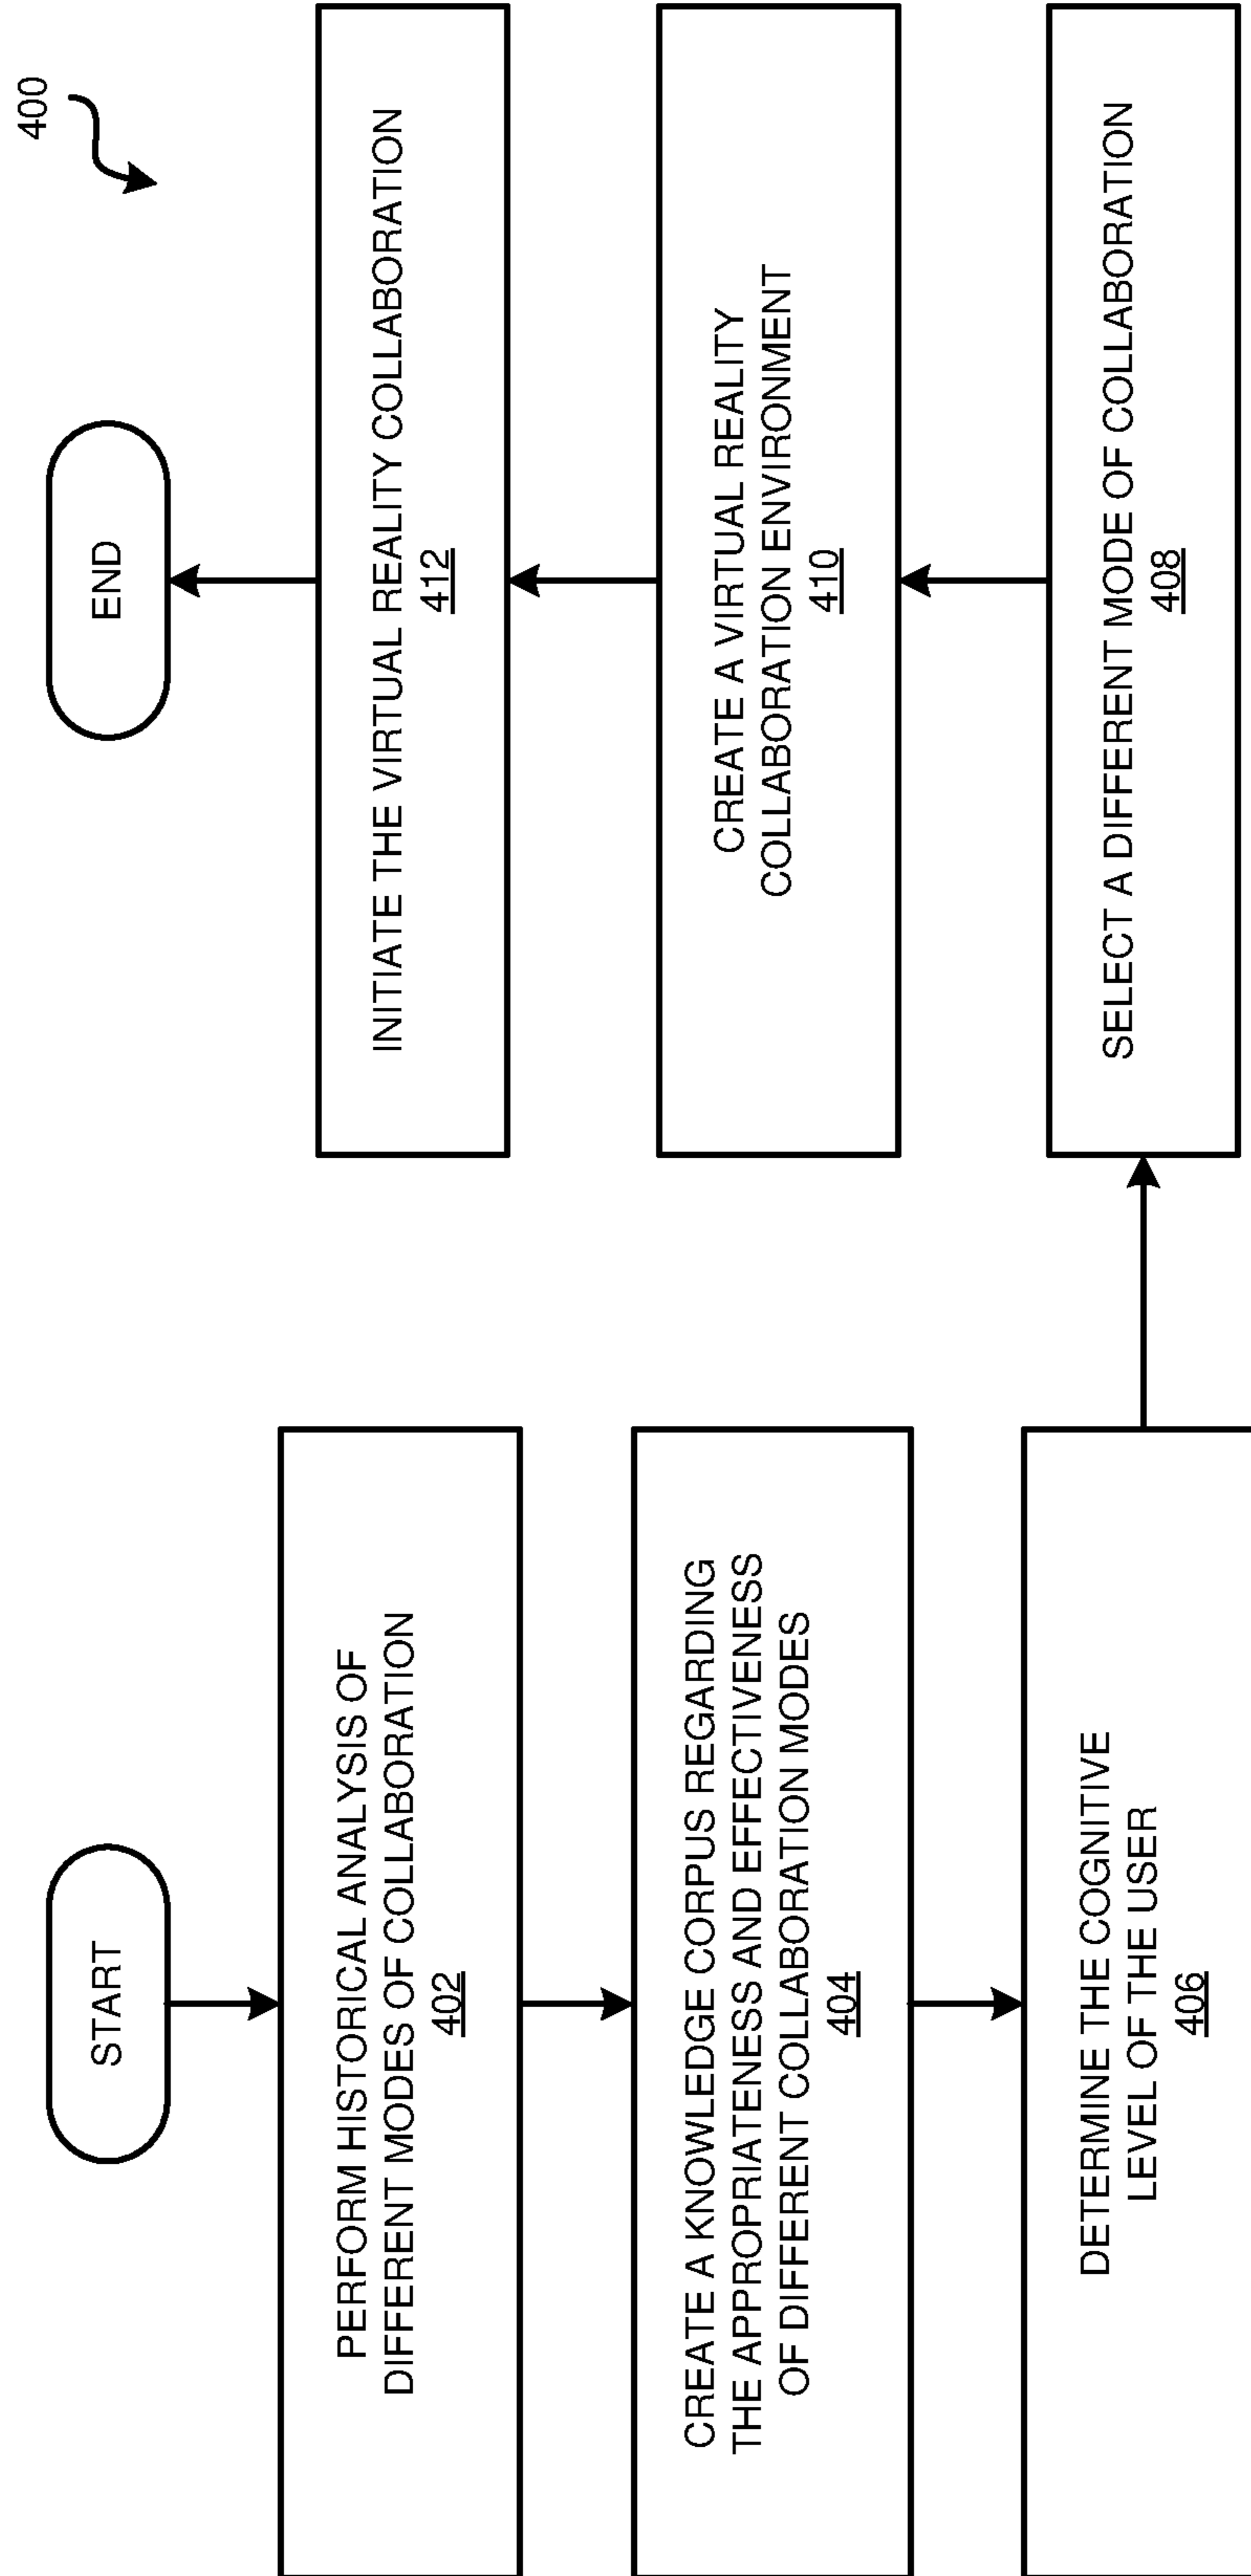 400
START
PERFORM HISTORICAL ANALYSIS OF
DIFFERENT MODES OF COLLABORATION
402
CREATE A KNOWLEDGE CORPUS REGARDING
THE APPROPRIATENESS AND EFFECTIVENESS
OF DIFFERENT COLLABORATION MODES
404
DETERMINE THE COGNITIVE
LEVEL OF THE USER
406
SELECT A DIFFERENT MODE OF COLLABORATION
408
CREATE A VIRTUAL REALITY
COLLABORATION ENVIRONMENT
410
INITIATE THE VIRTUAL REALITY COLLABORATION
412
END